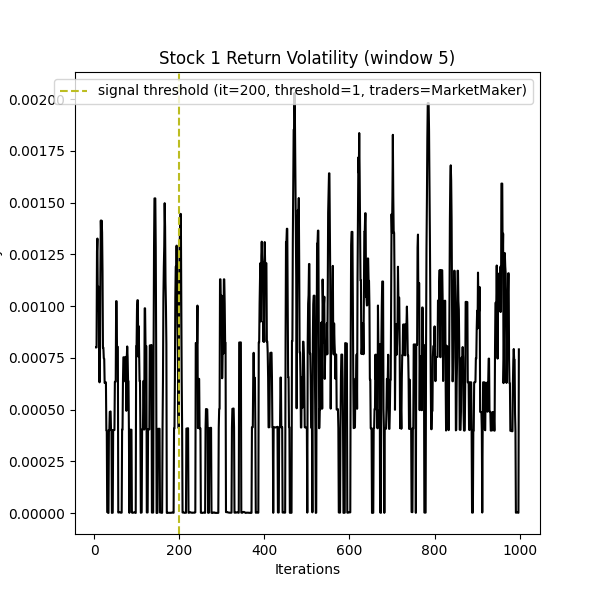 Stock 1 Return Volatility (window 5)
signal threshold (it=200, threshold=1, traders=MarketMaker)
0.00200
0.00175
0.00150
0.00125
0.00100
0.00075
0.00050
0.00025
0.00000
0 200 400 600 800 1000
Iterations